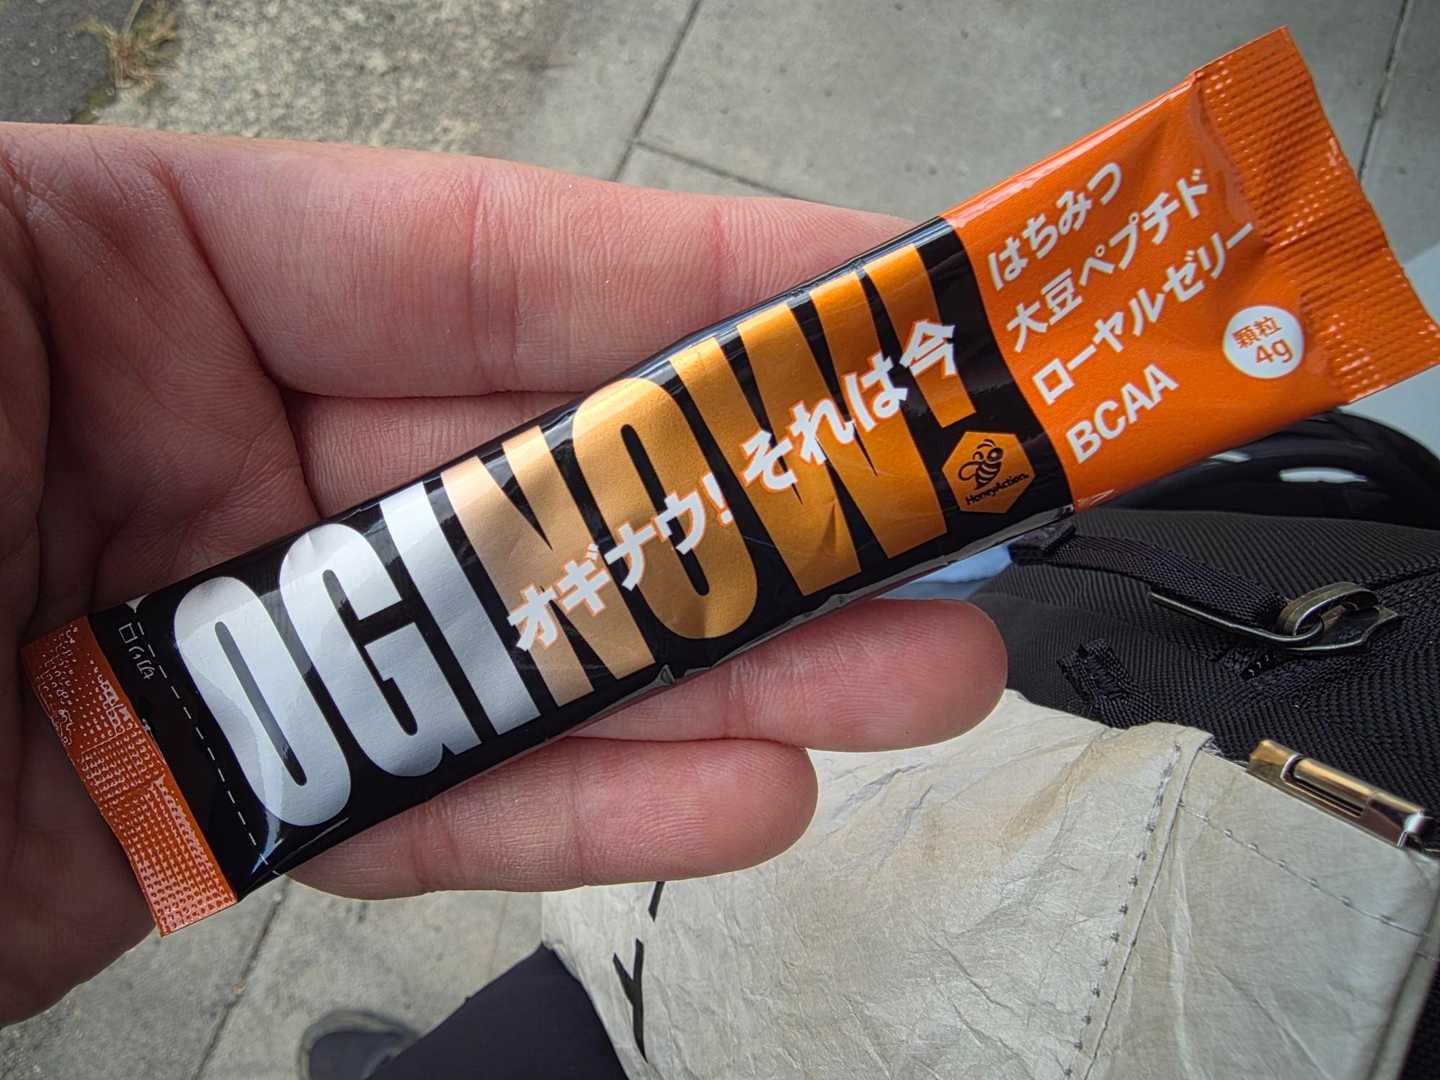 OGINOW!
オギナウ! それは今
HoneyAction.
はちみつ
大豆ペプチド
ローヤルゼリー
BCAA
顆粒
4g